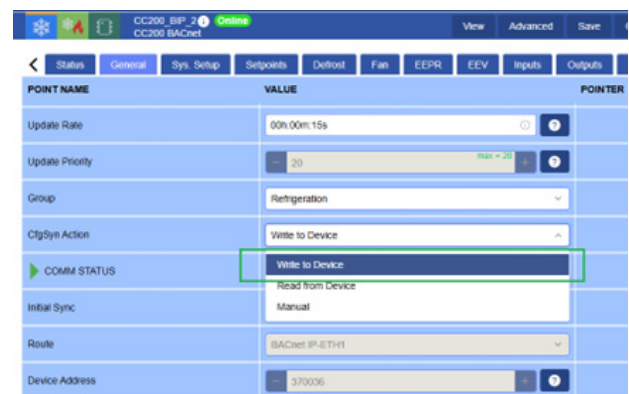 CC200_BIP_2 Online
CC200 BACnet
View Advanced Save
Status General Sys. Setup Setpoints Defrost Fan EEPR EEV Inputs Outputs
POINT NAME VALUE POINTER
Update Rate 00h:00m:15s
Update Priority 20 max = 20
Group Refrigeration
CfgSyn Action Write to Device
COMM STATUS Write to Device
Read from Device
Initial Sync Manual
Route BACnet IP-ETH1
Device Address 370036